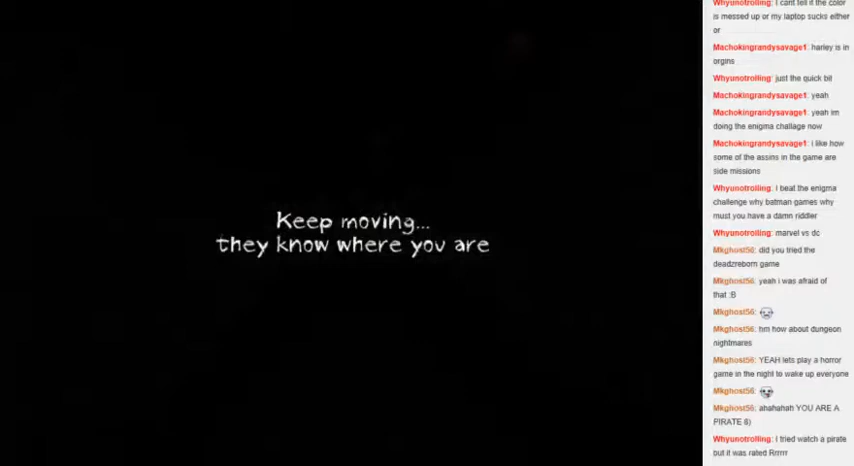 Keep moving...
they know where you are
Whyunotrolling: I cant tell if the color
is messed up or my laptop sucks either
or
Machokingrandysavage1: harley is in
orgins
Whyunotrolling: just the quick bit
Machokingrandysavage1: yeah
Machokingrandysavage1: yeah im
doing the enigma challage now
Machokingrandysavage1: i like how
some of the assins in the game are
side missions
Whyunotrolling: I beat the enigma
challenge why batman games why
must you have a damn riddler
Whyunotrolling: marvel vs dc
Mkghost56: did you tried the
deadzreborn game
Mkghost56: yeah i was afraid of
that :B
Mkghost56:
Mkghost56: hm how about dungeon
nightmares
Mkghost56: YEAH lets play a horror
game in the night to wake up everyone
Mkghost56:
Mkghost56: ahahahah YOU ARE A
PIRATE 8)
Whyunotrolling: I tried watch a pirate
but it was rated Rrrrrr